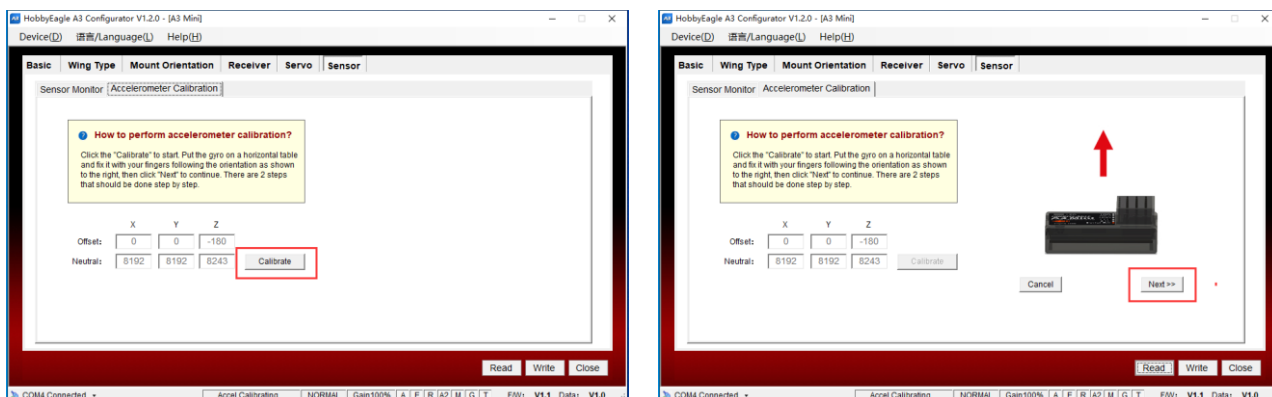 HobbyEagle A3 Configurator V1.2.0 - [A3 Mini]
Device(D) 语言/Language(L) Help(H)
Basic Wing Type Mount Orientation Receiver Servo Sensor
Sensor Monitor Accelerometer Calibration
How to perform accelerometer calibration?
Click the "Calibrate" to start. Put the gyro on a horizontal table
and fix it with your fingers following the orientation as shown
to the right, then click "Next" to continue. There are 2 steps
that should be done step by step.
X Y Z
Offset: 0 0 -180
Neutral: 8192 8192 8243 Calibrate
Read Write Close
COM4 Connected Accel Calibrating NORMAL Gain100% A E R A2 M G T F/W: V1.1 Data: V1.0
HobbyEagle A3 Configurator V1.2.0 - [A3 Mini]
Device(D) 语言/Language(L) Help(H)
Basic Wing Type Mount Orientation Receiver Servo Sensor
Sensor Monitor Accelerometer Calibration
How to perform accelerometer calibration?
Click the "Calibrate" to start. Put the gyro on a horizontal table
and fix it with your fingers following the orientation as shown
to the right, then click "Next" to continue. There are 2 steps
that should be done step by step.
X Y Z
Offset: 0 0 -180
Neutral: 8192 8192 8243 Calibrate
Cancel Next >>
Read Write Close
COM4 Connected Accel Calibrating NORMAL Gain100% A E R A2 M G T F/W: V1.1 Data: V1.0